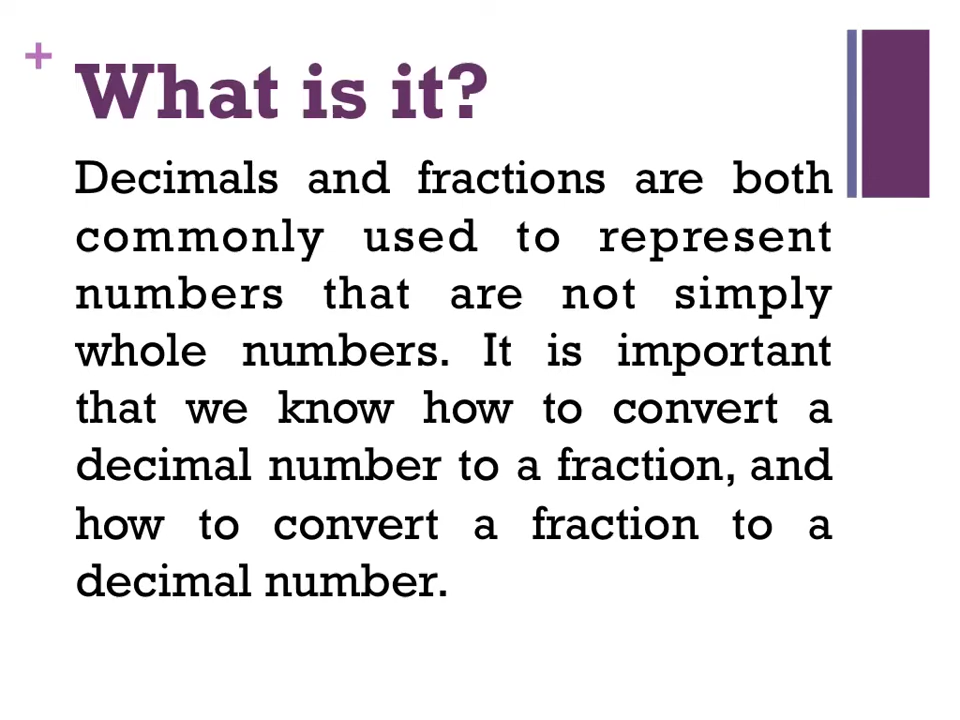 +
What is it?
Decimals and fractions are both
commonly used to represent
numbers that are not simply
whole numbers. It is important
that we know how to convert a
decimal number to a fraction, and
how to convert a fraction to a
decimal number.